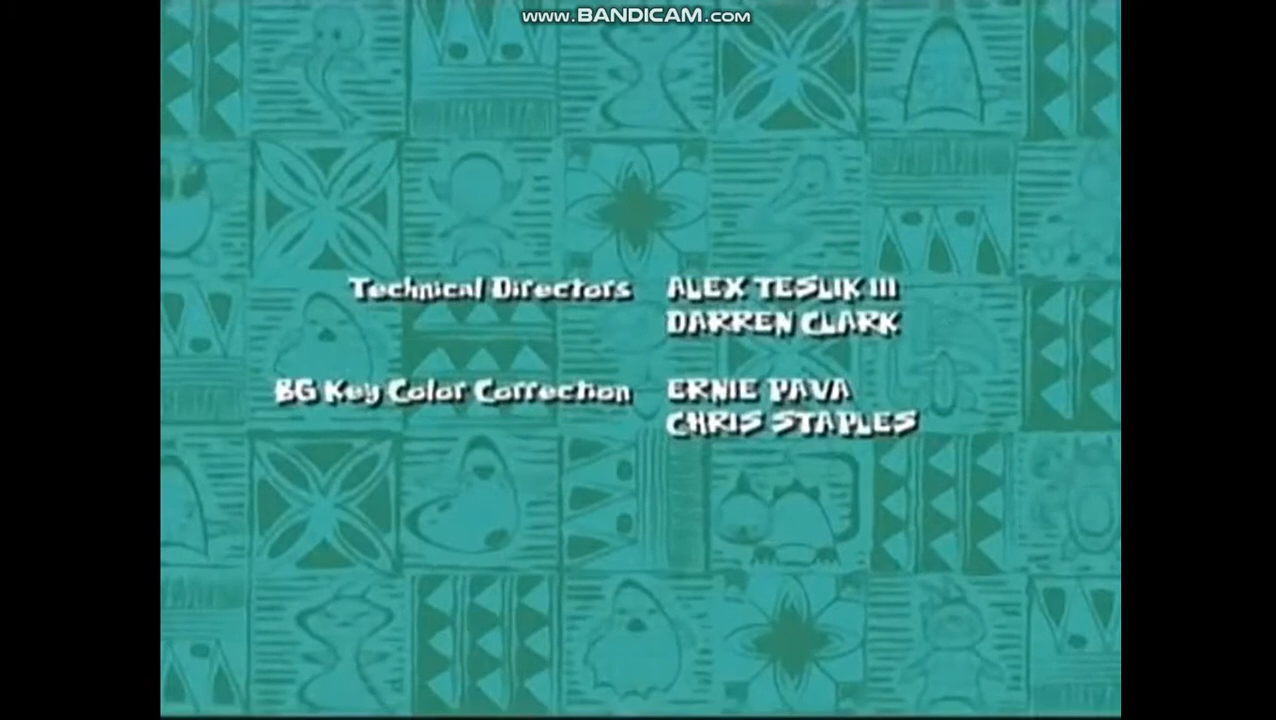 www.BANDICAM.com
Technical Directors ALEX TESLIK III
DARREN CLARK
BG Key Color Correction ERNIE PAVA
CHRIS STAPLES